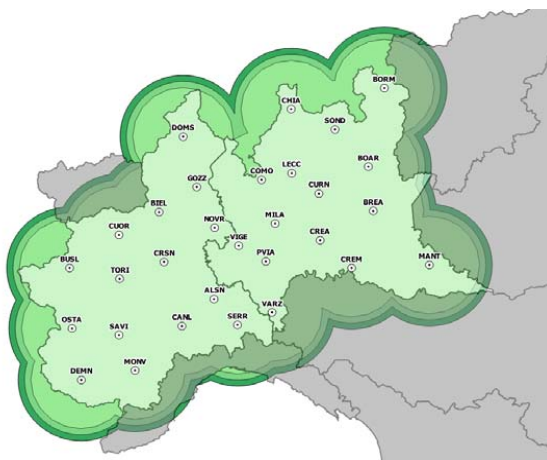 BORM
CHIA
SOND
DOMS
BOAR
LECC
COMO
GOZZ
CURN
BIEL
BREA
NOVR
MILA
CUOR
VIGE
CREA
CRSN
PVIA
BUSL
CREM
MANT
TORI
ALSN
VARZ
OSTA
SAVI
CANL
SERR
MONV
DEMN